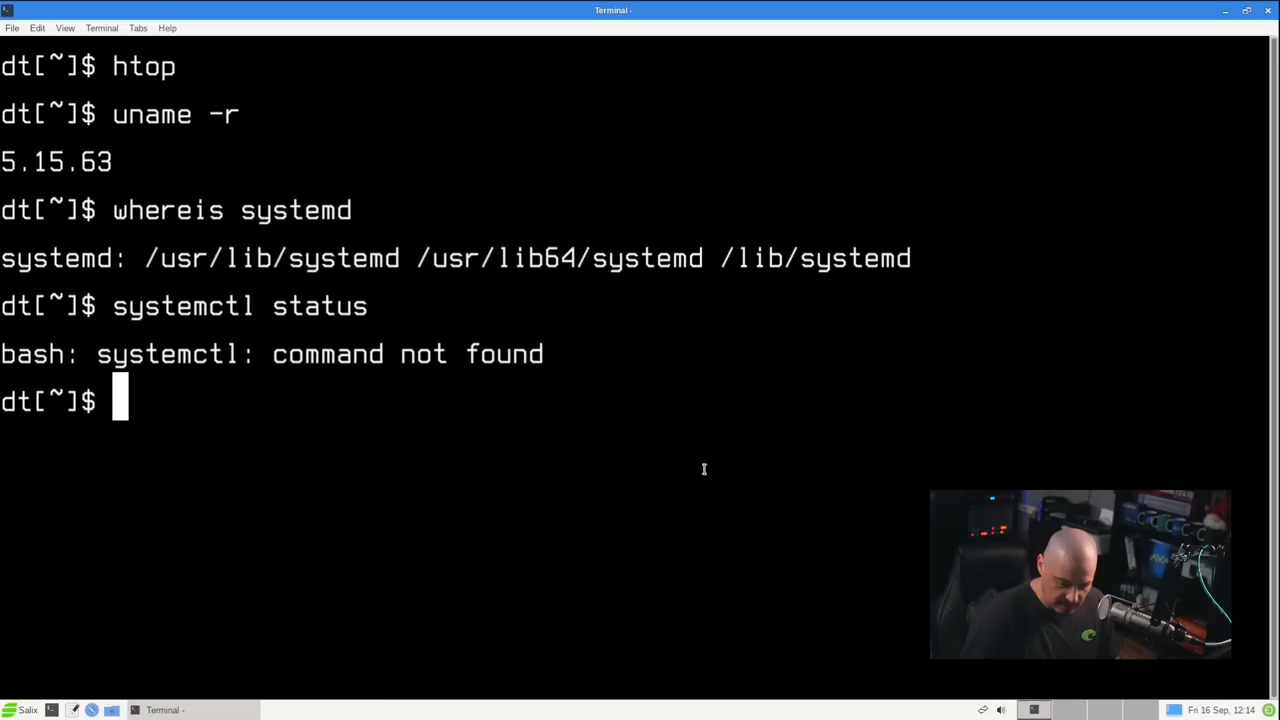 Terminal -
File Edit View Terminal Tabs Help
dt[~]$ htop
dt[~]$ uname -r
5.15.63
dt[~]$ whereis systemd
systemd: /usr/lib/systemd /usr/lib64/systemd /lib/systemd
dt[~]$ systemctl status
bash: systemctl: command not found
dt[~]$
Salix Terminal - Fri 16 Sep, 12:14